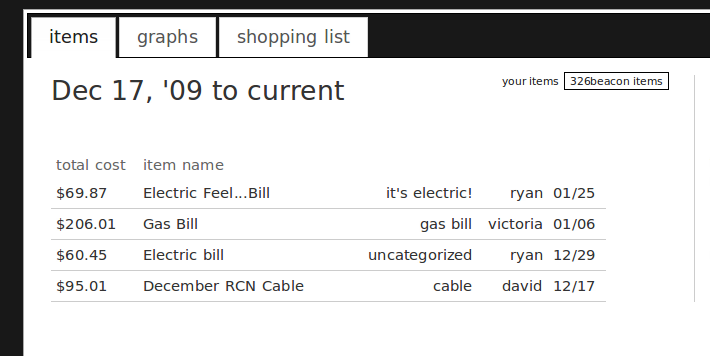 items graphs shopping list
Dec 17, '09 to current
your items 326beacon items
total cost item name
$69.87 Electric Feel...Bill it's electric! ryan 01/25
$206.01 Gas Bill gas bill victoria 01/06
$60.45 Electric bill uncategorized ryan 12/29
$95.01 December RCN Cable cable david 12/17